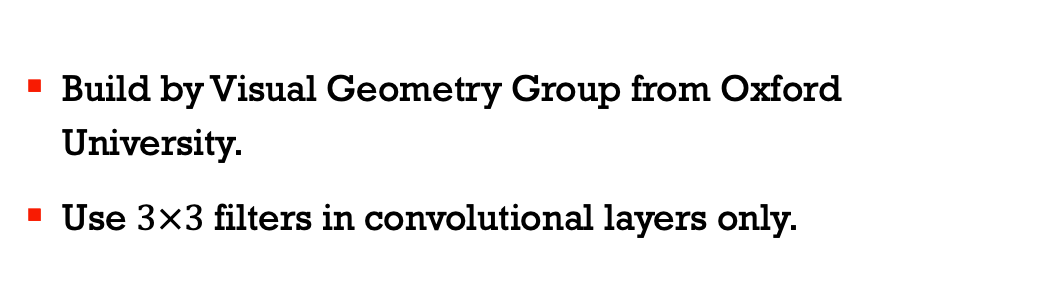 ▪ Build by Visual Geometry Group from Oxford
University.
▪ Use 3×3 filters in convolutional layers only.